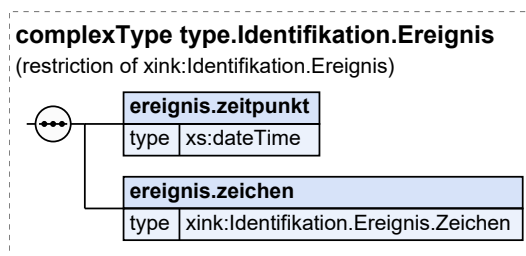 complexType type.Identifikation.Ereignis
(restriction of xink:Identifikation.Ereignis)
ereignis.zeitpunkt
type xs:dateTime
ereignis.zeichen
type xink:Identifikation.Ereignis.Zeichen